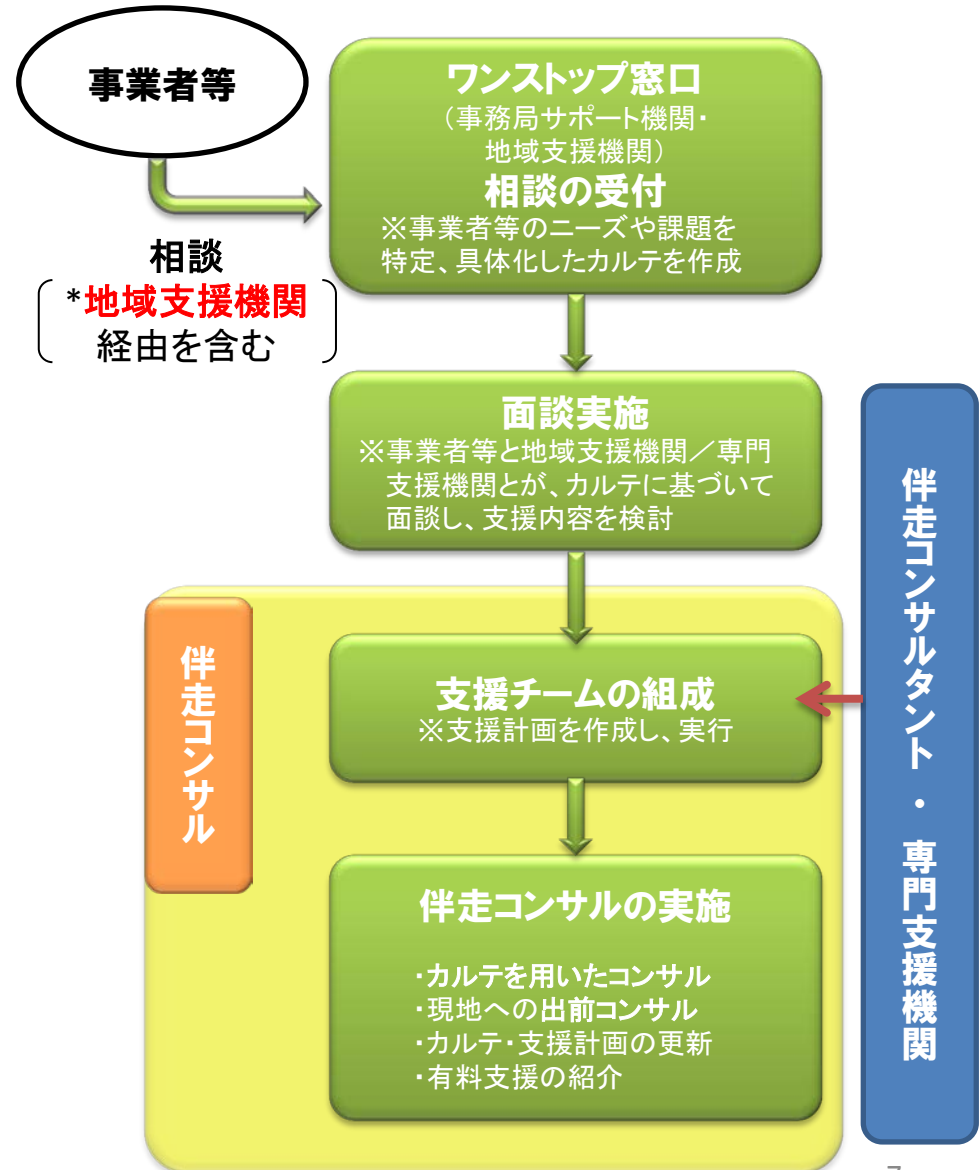 事業者等
ワンストップ窓口
（事務局サポート機関・
地域支援機関）
相談の受付
※事業者等のニーズや課題を
特定、具体化したカルテを作成
相談
*地域支援機関
経由を含む
面談実施
※事業者等と地域支援機関／専門
支援機関とが、カルテに基づいて
面談し、支援内容を検討
伴走コンサル
支援チームの組成
※支援計画を作成し、実行
伴走コンサルの実施
・カルテを用いたコンサル
・現地への出前コンサル
・カルテ・支援計画の更新
・有料支援の紹介
伴走コンサルタント・専門支援機関